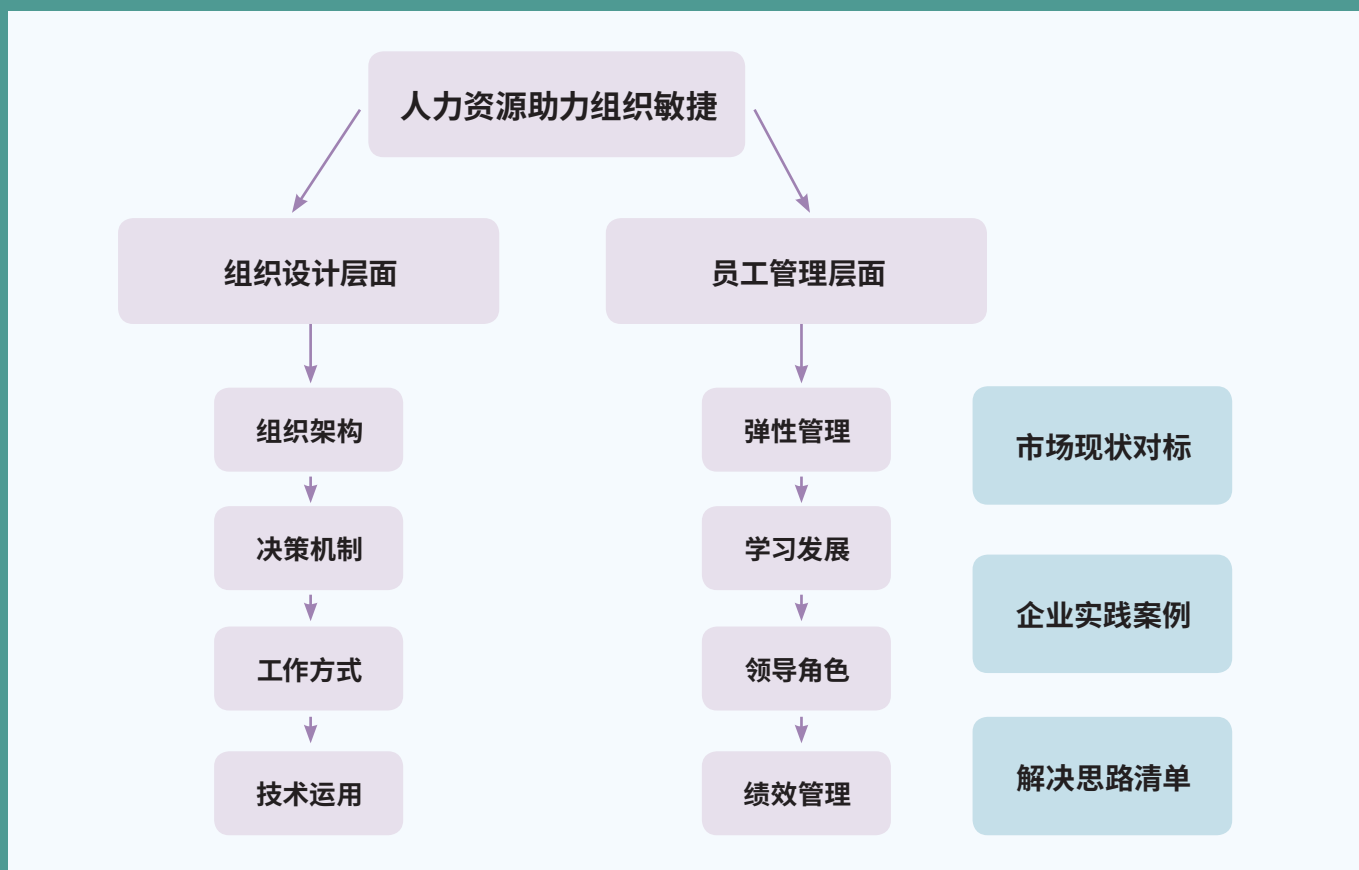 人力资源助力组织敏捷
组织设计层面
员工管理层面
组织架构
决策机制
工作方式
技术运用
弹性管理
学习发展
领导角色
绩效管理
市场现状对标
企业实践案例
解决思路清单